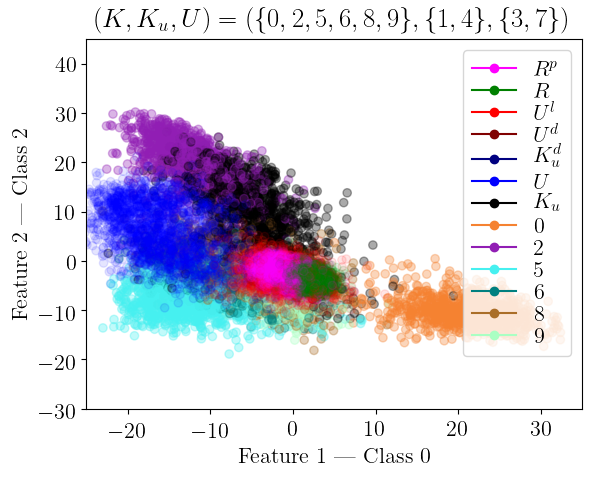 (K, K_u, U) = ({0, 2, 5, 6, 8, 9}, {1, 4}, {3, 7})
40
30
20
10
0
−10
−20
−30
Feature 2 — Class 2
−20
−10
0
10
20
30
Feature 1 — Class 0
R^p
R
U^l
U^d
K_u^d
U
K_u
0
2
5
6
8
9